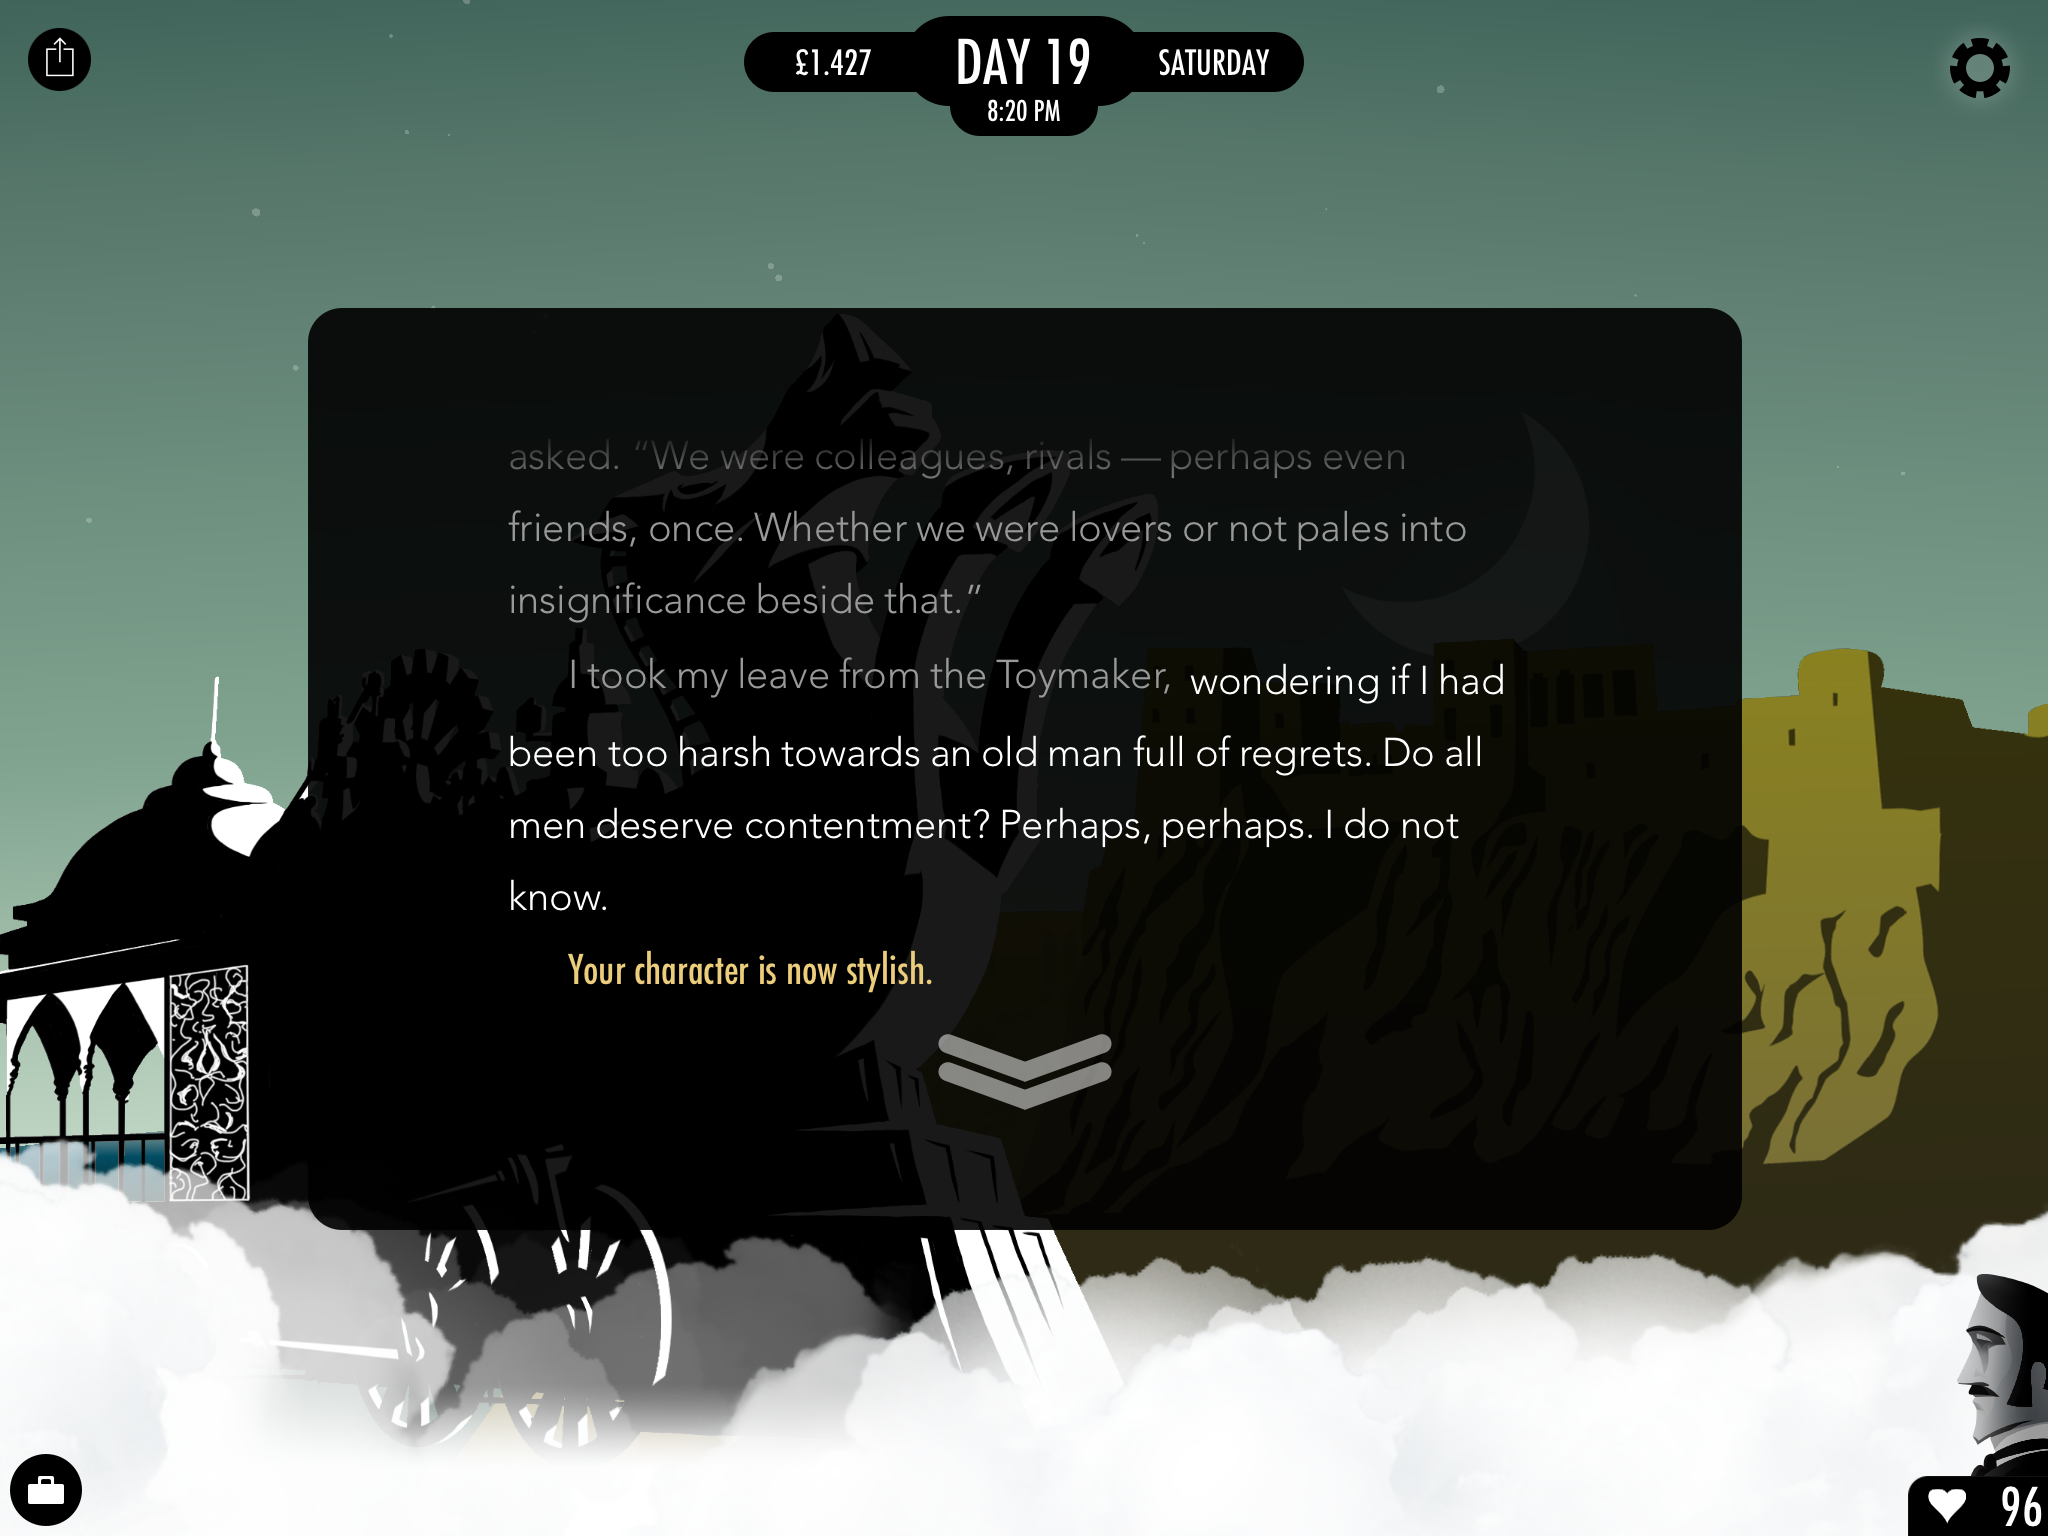 £1.427
DAY 19
SATURDAY
8:20 PM
asked. “We were colleagues, rivals — perhaps even
friends, once. Whether we were lovers or not pales into
insignificance beside that.”
I took my leave from the Toymaker, wondering if I had
been too harsh towards an old man full of regrets. Do all
men deserve contentment? Perhaps, perhaps. I do not
know.
Your character is now stylish.
96